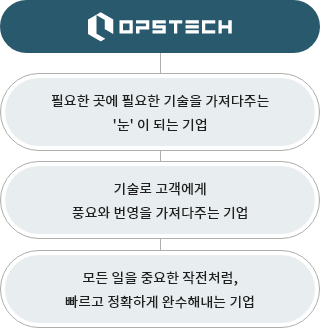 OPSTECH
필요한 곳에 필요한 기술을 가져다주는
'눈' 이 되는 기업
기술로 고객에게
풍요와 번영을 가져다주는 기업
모든 일을 중요한 작전처럼,
빠르고 정확하게 완수해내는 기업